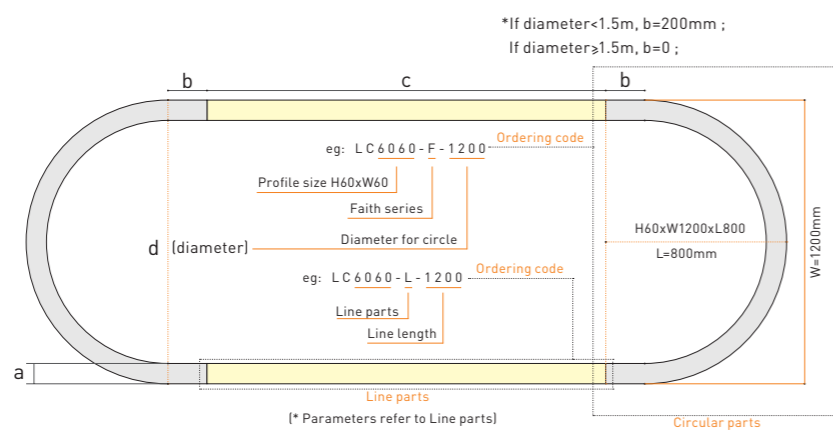 *If diameter<1.5m, b=200mm ;
If diameter⩾1.5m, b=0 ;
b
c
b
Ordering code
eg: LC6060-F-1200
Profile size H60xW60
Faith series
Diameter for circle
d (diameter)
H60xW1200xL800
L=800mm
W=1200mm
Ordering code
eg: LC6060-L-1200
Line parts
Line length
a
Line parts
(* Parameters refer to Line parts)
Circular parts